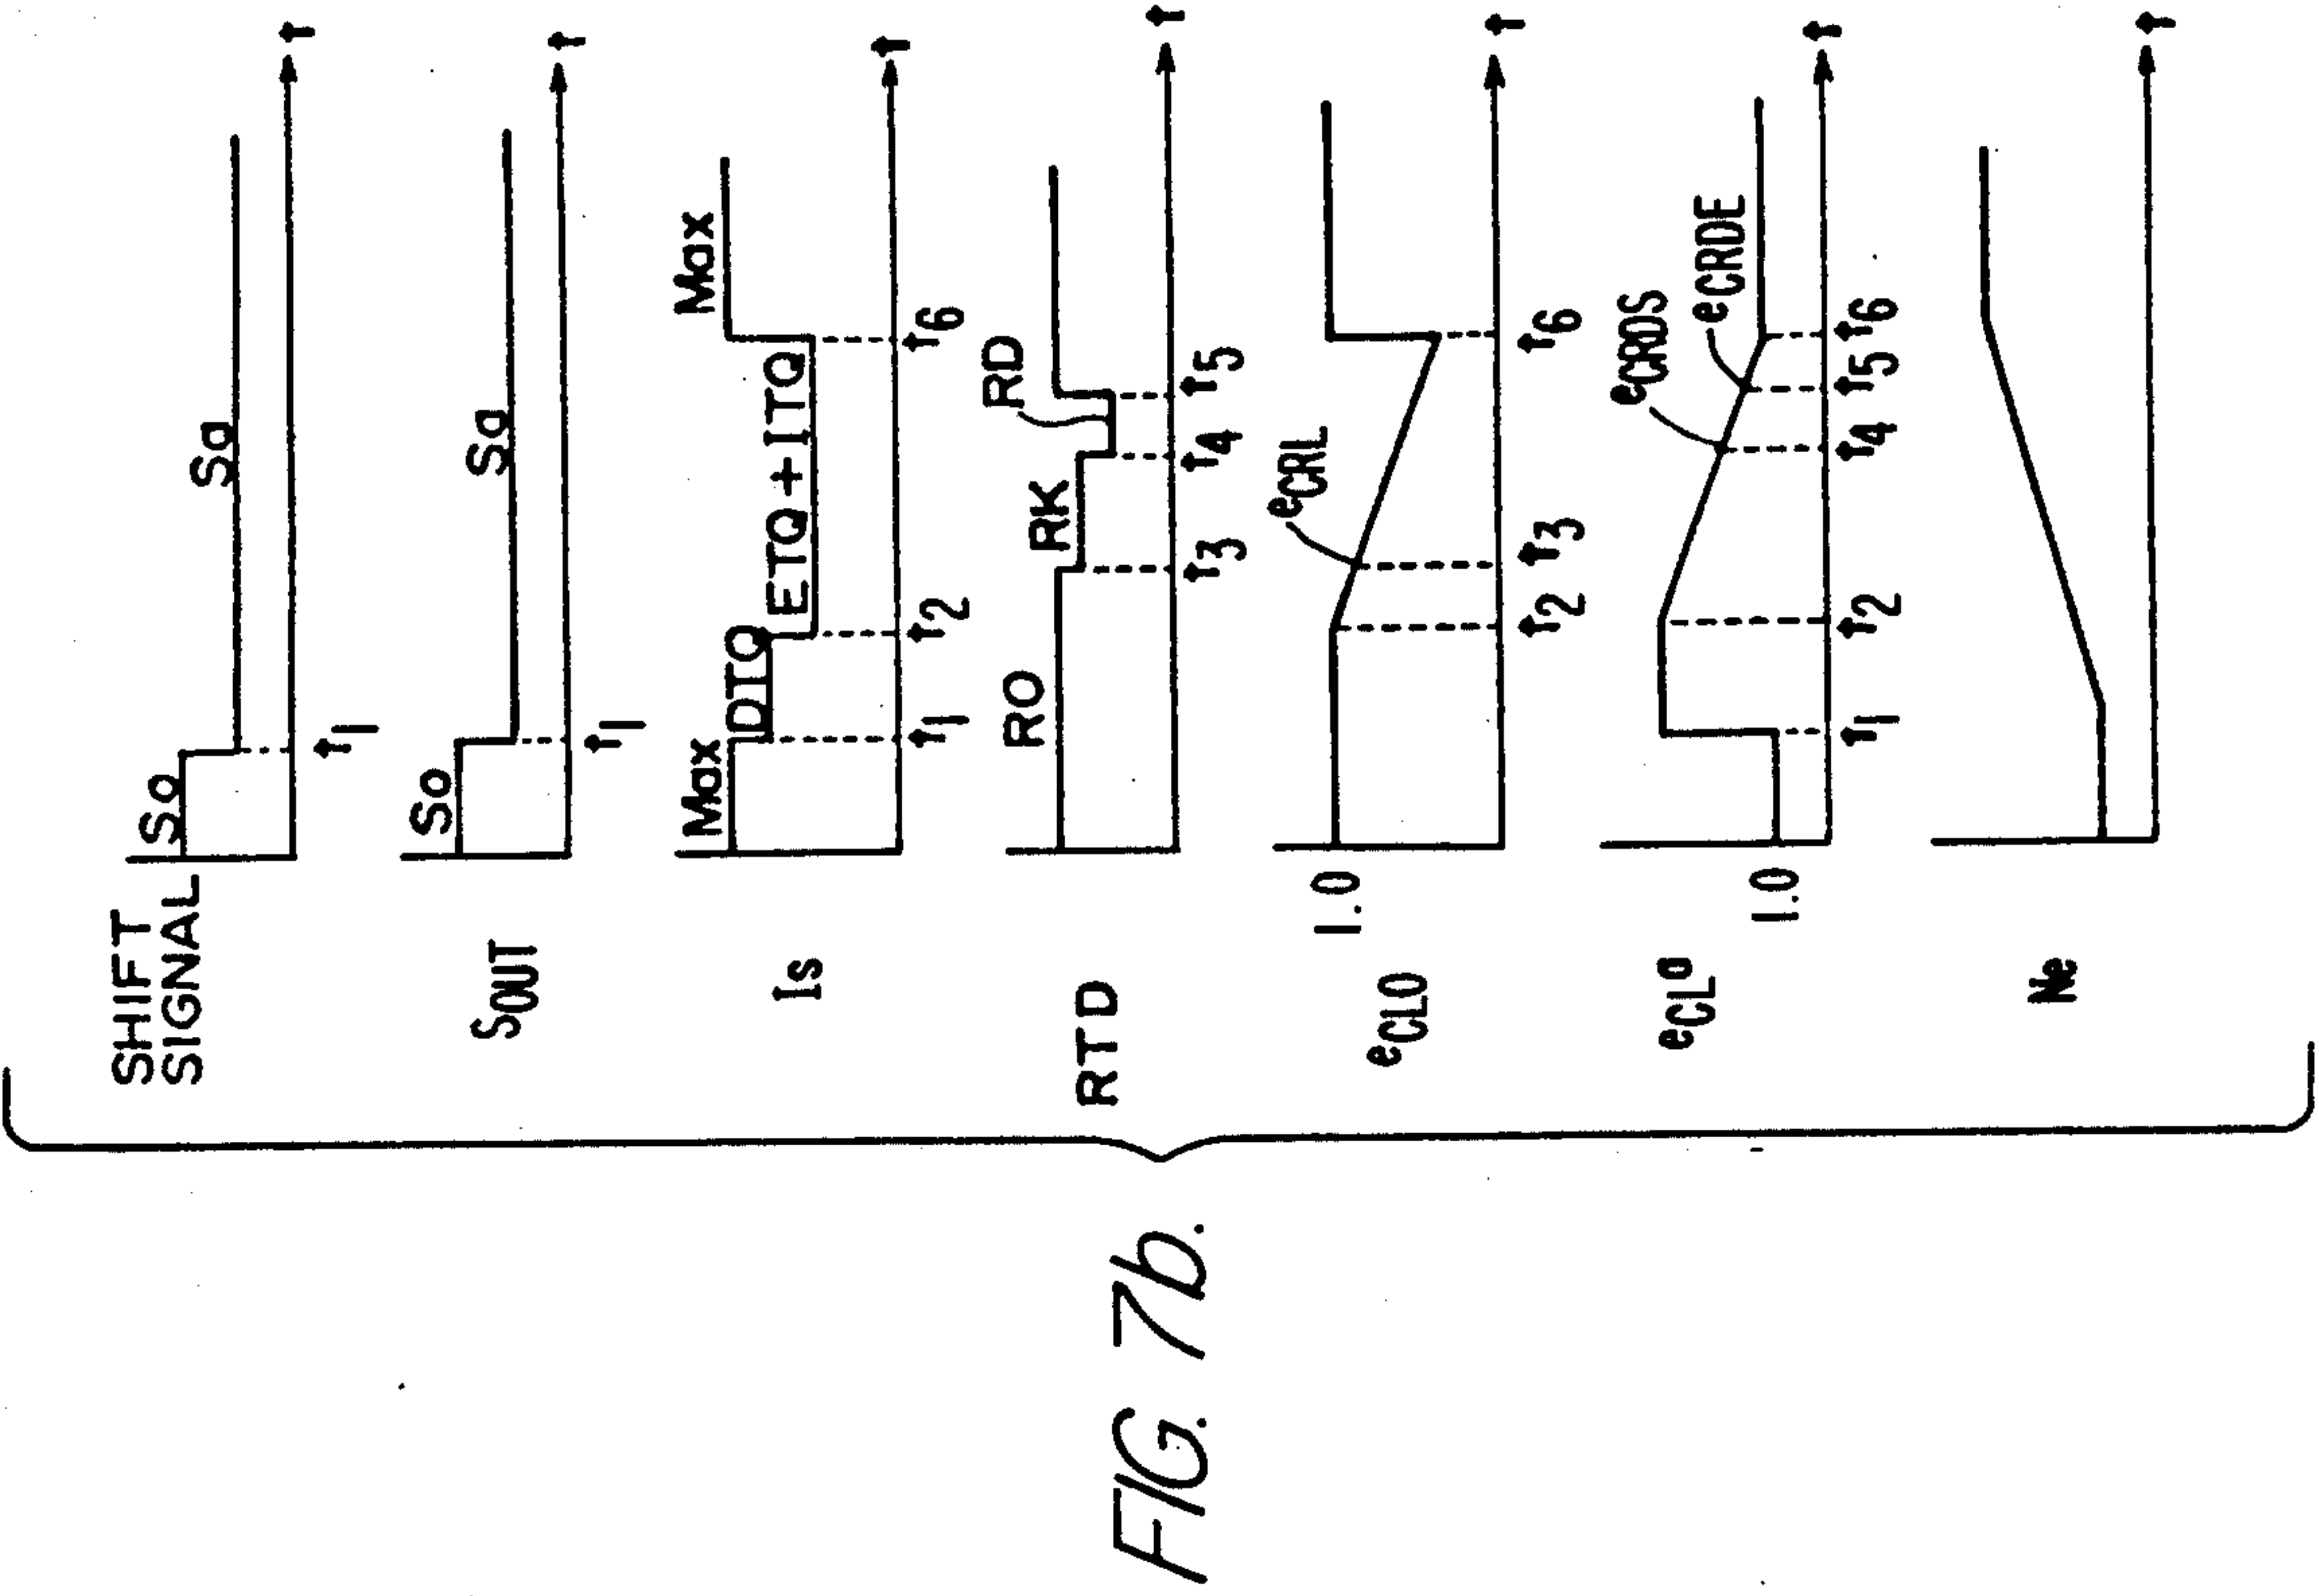 SHIFT
SIGNAL
So
Sa
t
t1
SOUT
So
Sa
t
t1
Is
Max
DTQ
ETQ+ITQ
Max
t
t1
t2
t6
RTD
RO
RK
RD
t
t3
t4
t5
eCLO
1.0
eCRL
t
t2
t3
t6
eCLa
1.0
eCRDS
eCRDE
t
t1
t2
t4
t5
t6
Ne
t
FIG. 7b.